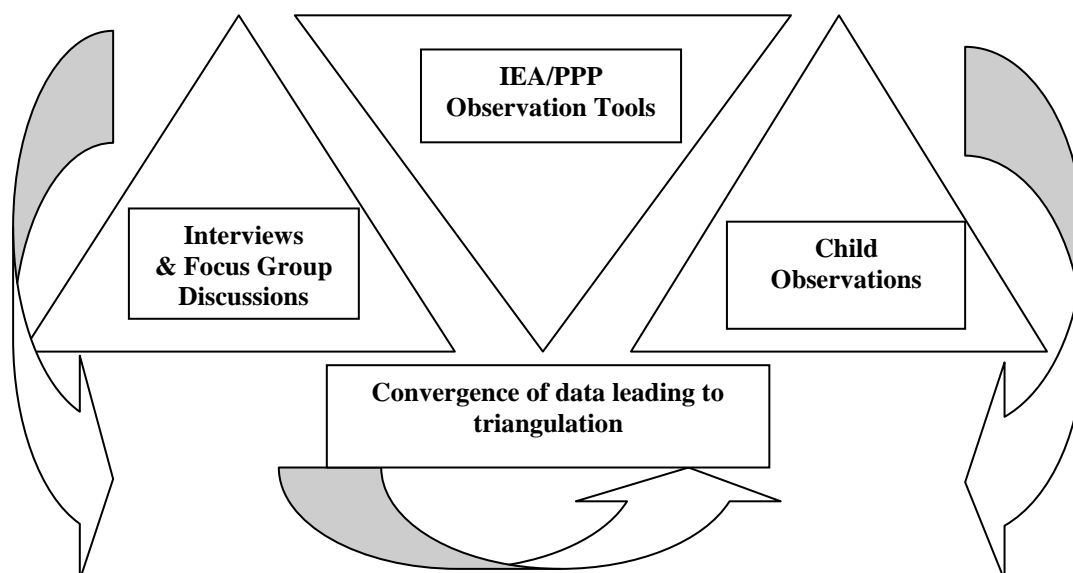 IEA/PPP
Observation Tools
Interviews
& Focus Group
Discussions
Child
Observations
Convergence of data leading to
triangulation